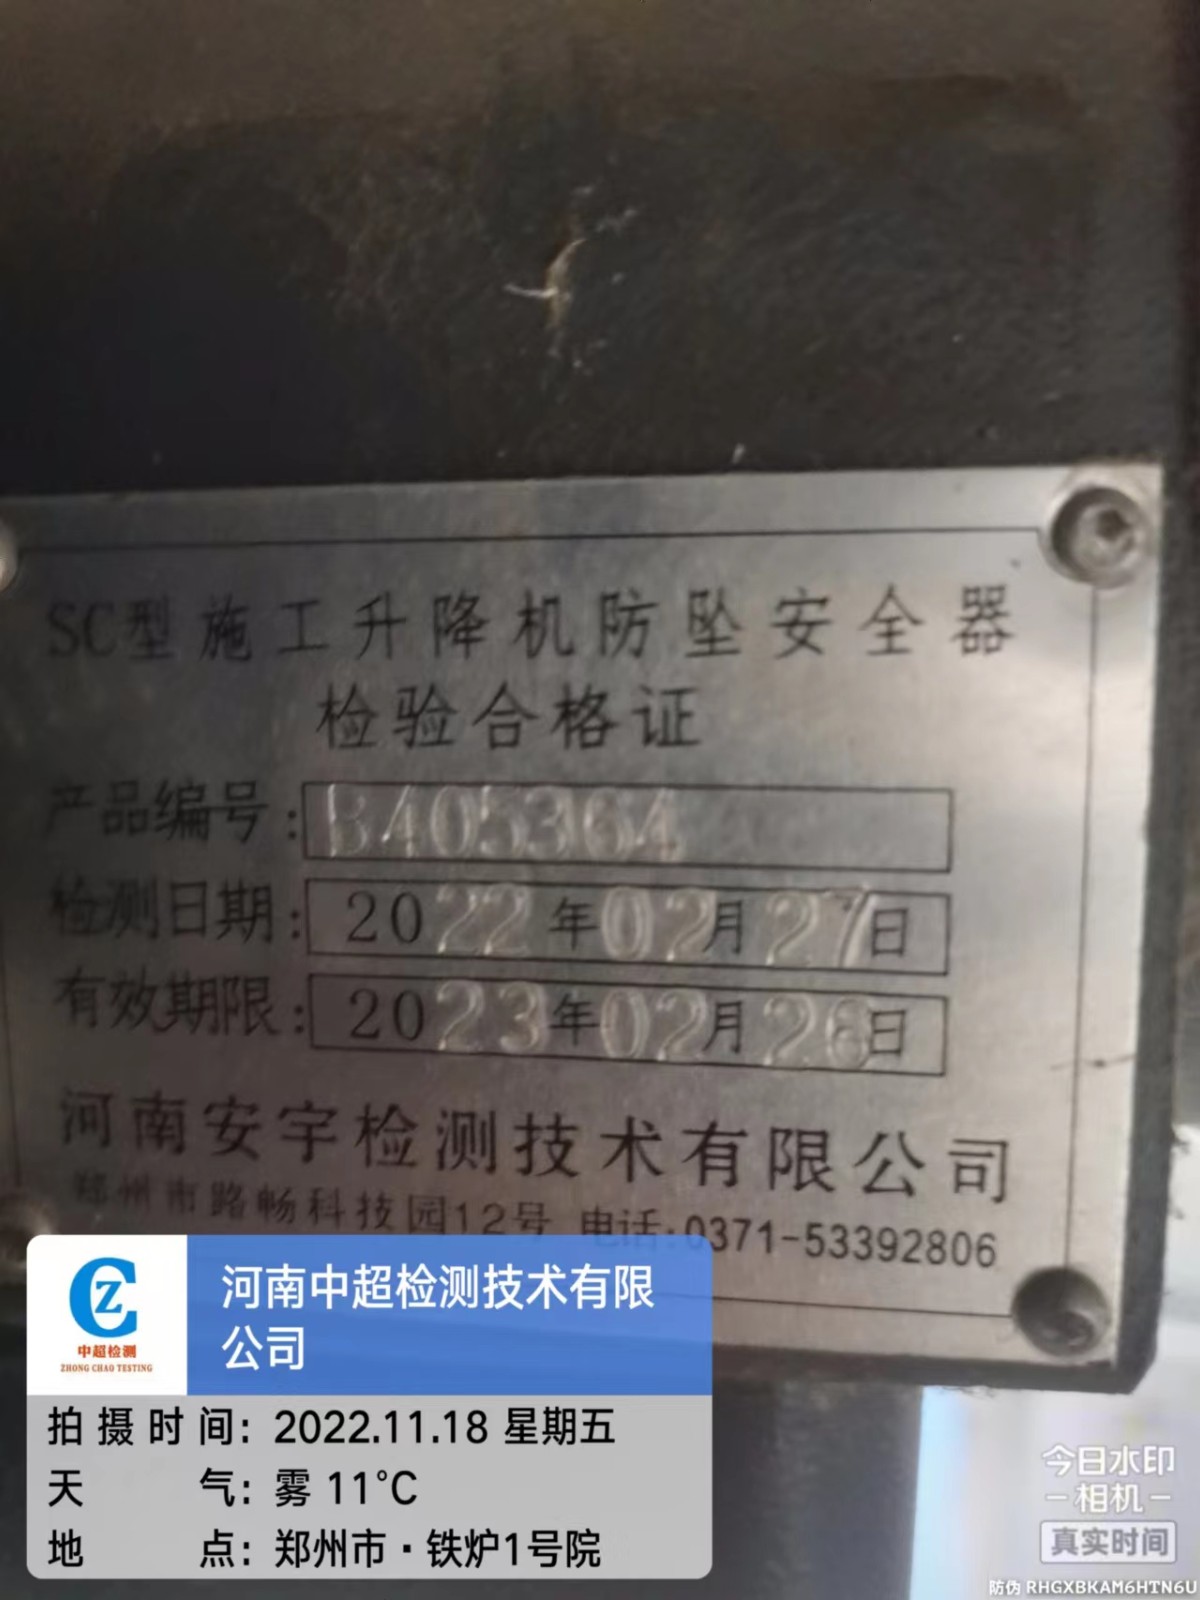 SC型施工升降机防坠安全器
检验合格证
产品编号: B405364
检测日期: 2022年02月27日
有效期限: 2023年02月26日
河南安宇检测技术有限公司
郑州市路畅科技园12号 电话:0371-53392806
CZ
中超检测
ZHONG CHAO TESTING
河南中超检测技术有限
公司
拍摄时间: 2022.11.18 星期五
天气: 雾 11°C
地点: 郑州市·铁炉1号院
今日水印
-相机-
真实时间
防伪 RHGXBKAM6HTN6U